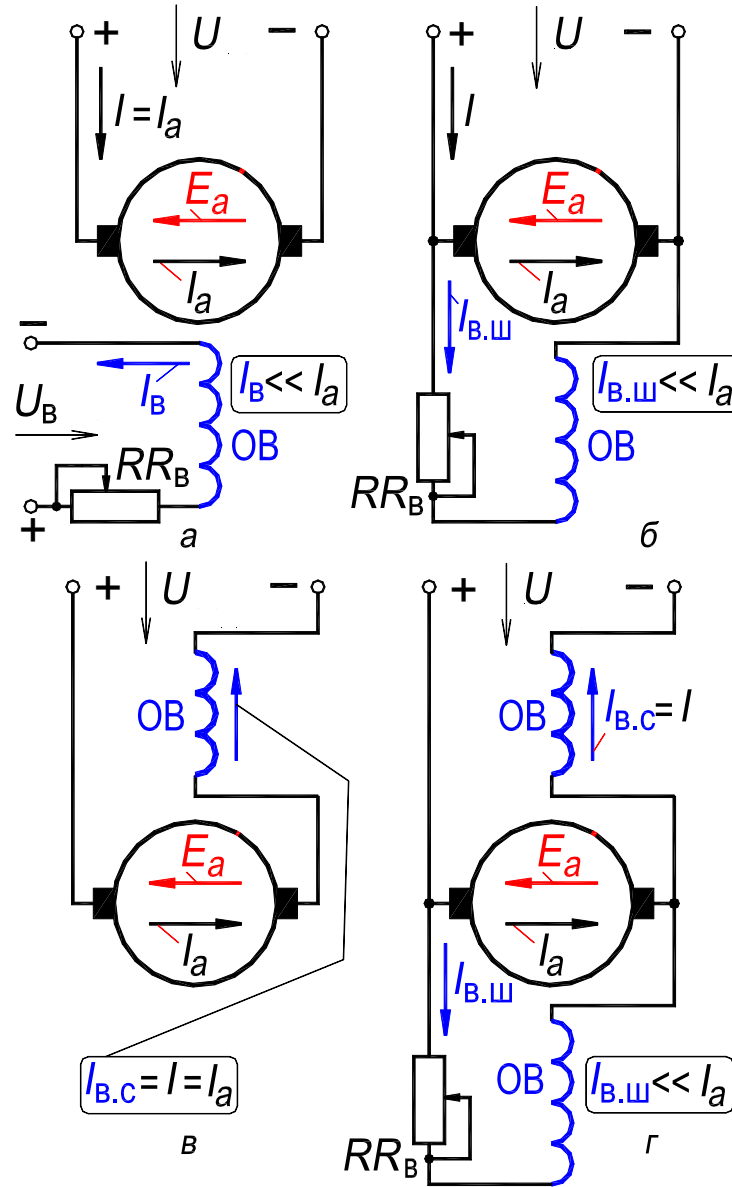 + U −
I = Iₐ
Eₐ
Iₐ
−
Iв
Iв << Iₐ
Uв
ОВ
RRв
+
а
+ U −
I
Eₐ
Iₐ
Iв.ш
Iв.ш << Iₐ
ОВ
RRв
б
+ U −
ОВ
Eₐ
Iₐ
Iв.с = I = Iₐ
в
+ U −
ОВ
Iв.с = I
Eₐ
Iₐ
Iв.ш
ОВ
Iв.ш << Iₐ
RRв
г